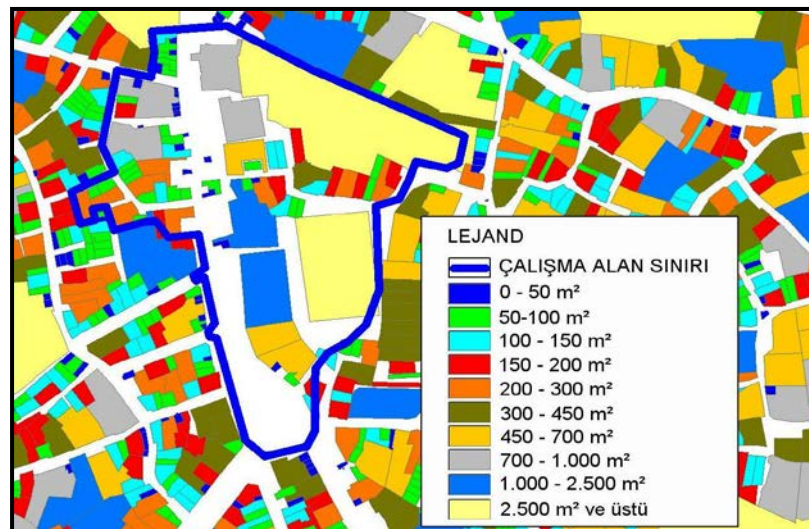 LEJAND
ÇALIŞMA ALAN SINIRI
0 - 50 m²
50-100 m²
100 - 150 m²
150 - 200 m²
200 - 300 m²
300 - 450 m²
450 - 700 m²
700 - 1.000 m²
1.000 - 2.500 m²
2.500 m² ve üstü